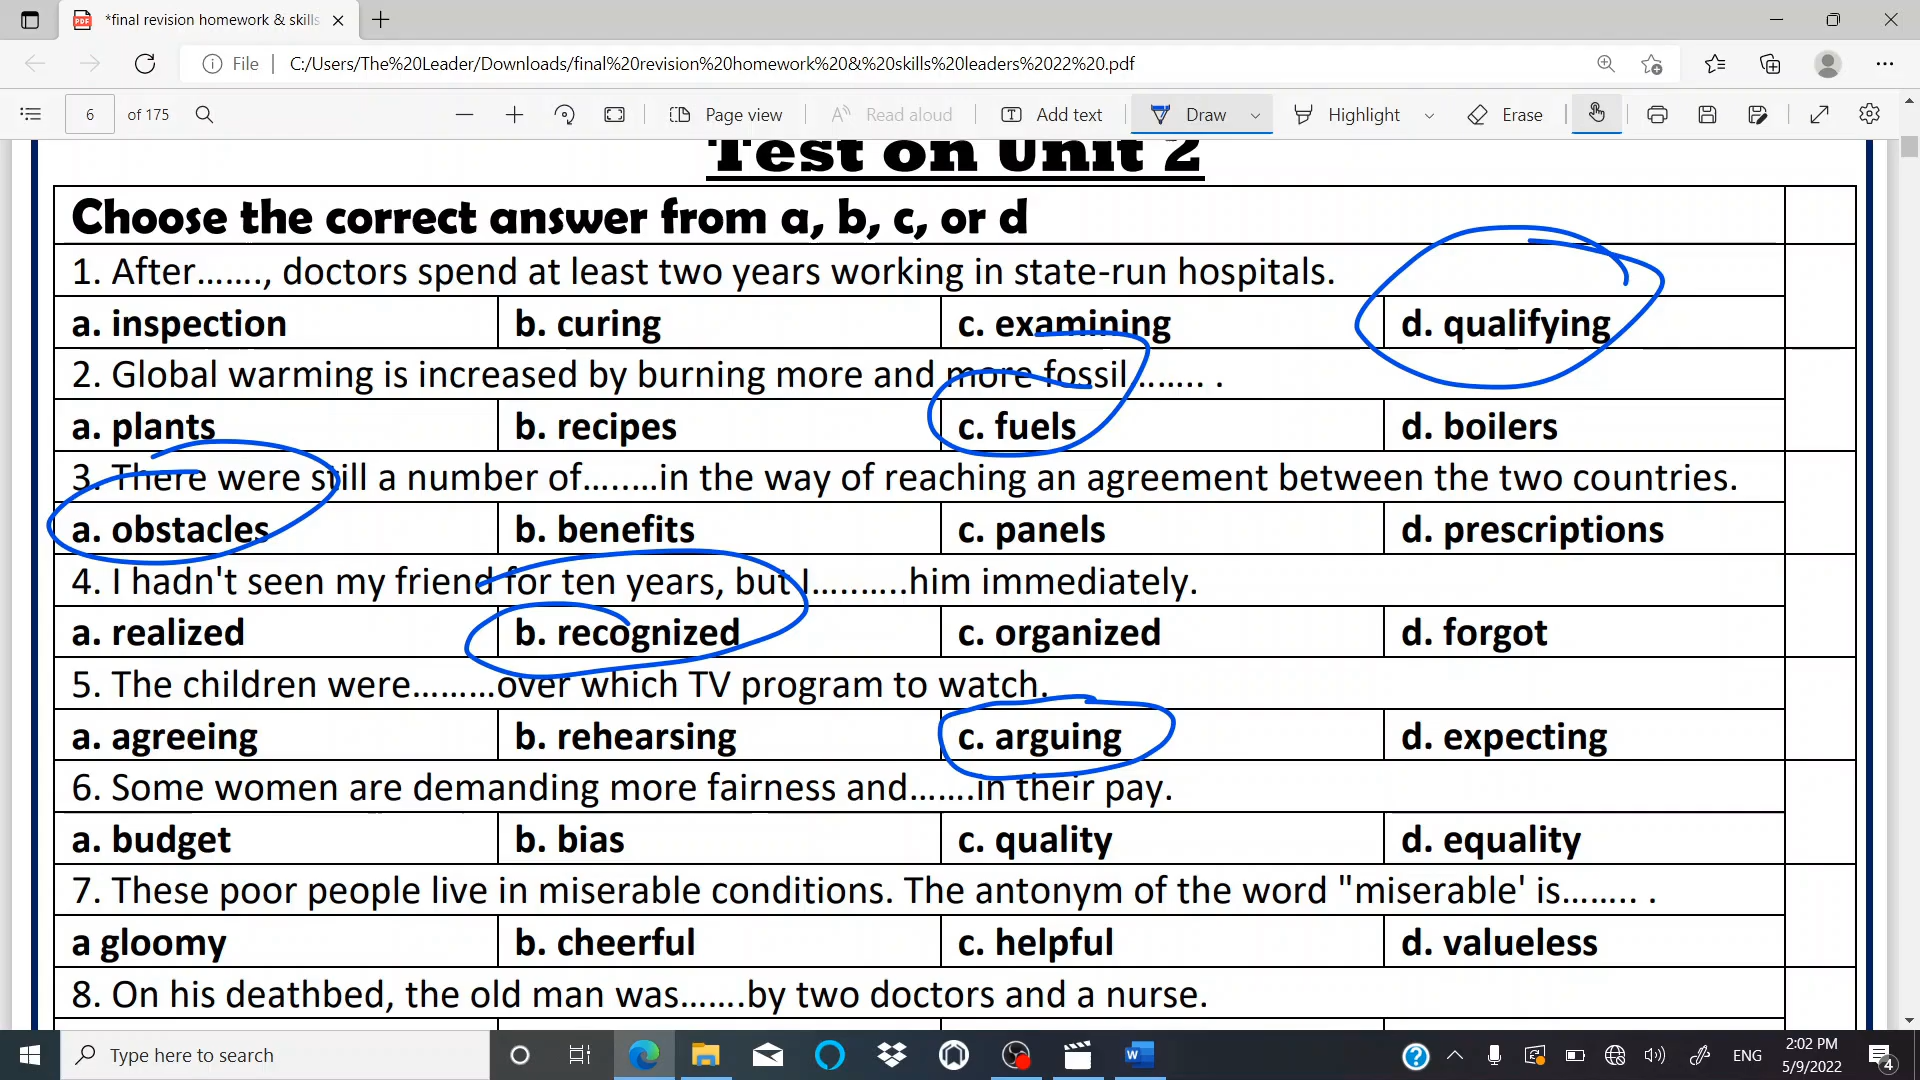 *final revision homework & skills
File
C:/Users/The%20Leader/Downloads/final%20revision%20homework%20&%20skills%20leaders%2022%20.pdf
6 of 175
Page view
Read aloud
Add text
Draw
Highlight
Erase
Test on Unit 2
Choose the correct answer from a, b, c, or d
1. After......., doctors spend at least two years working in state-run hospitals.
a. inspection b. curing c. examining d. qualifying
2. Global warming is increased by burning more and more fossil ....... .
a. plants b. recipes c. fuels d. boilers
3. There were still a number of........in the way of reaching an agreement between the two countries.
a. obstacles b. benefits c. panels d. prescriptions
4. I hadn't seen my friend for ten years, but I..........him immediately.
a. realized b. recognized c. organized d. forgot
5. The children were.........over which TV program to watch.
a. agreeing b. rehearsing c. arguing d. expecting
6. Some women are demanding more fairness and.......in their pay.
a. budget b. bias c. quality d. equality
7. These poor people live in miserable conditions. The antonym of the word "miserable' is........ .
a gloomy b. cheerful c. helpful d. valueless
8. On his deathbed, the old man was.......by two doctors and a nurse.
Type here to search
ENG
2:02 PM
5/9/2022
4